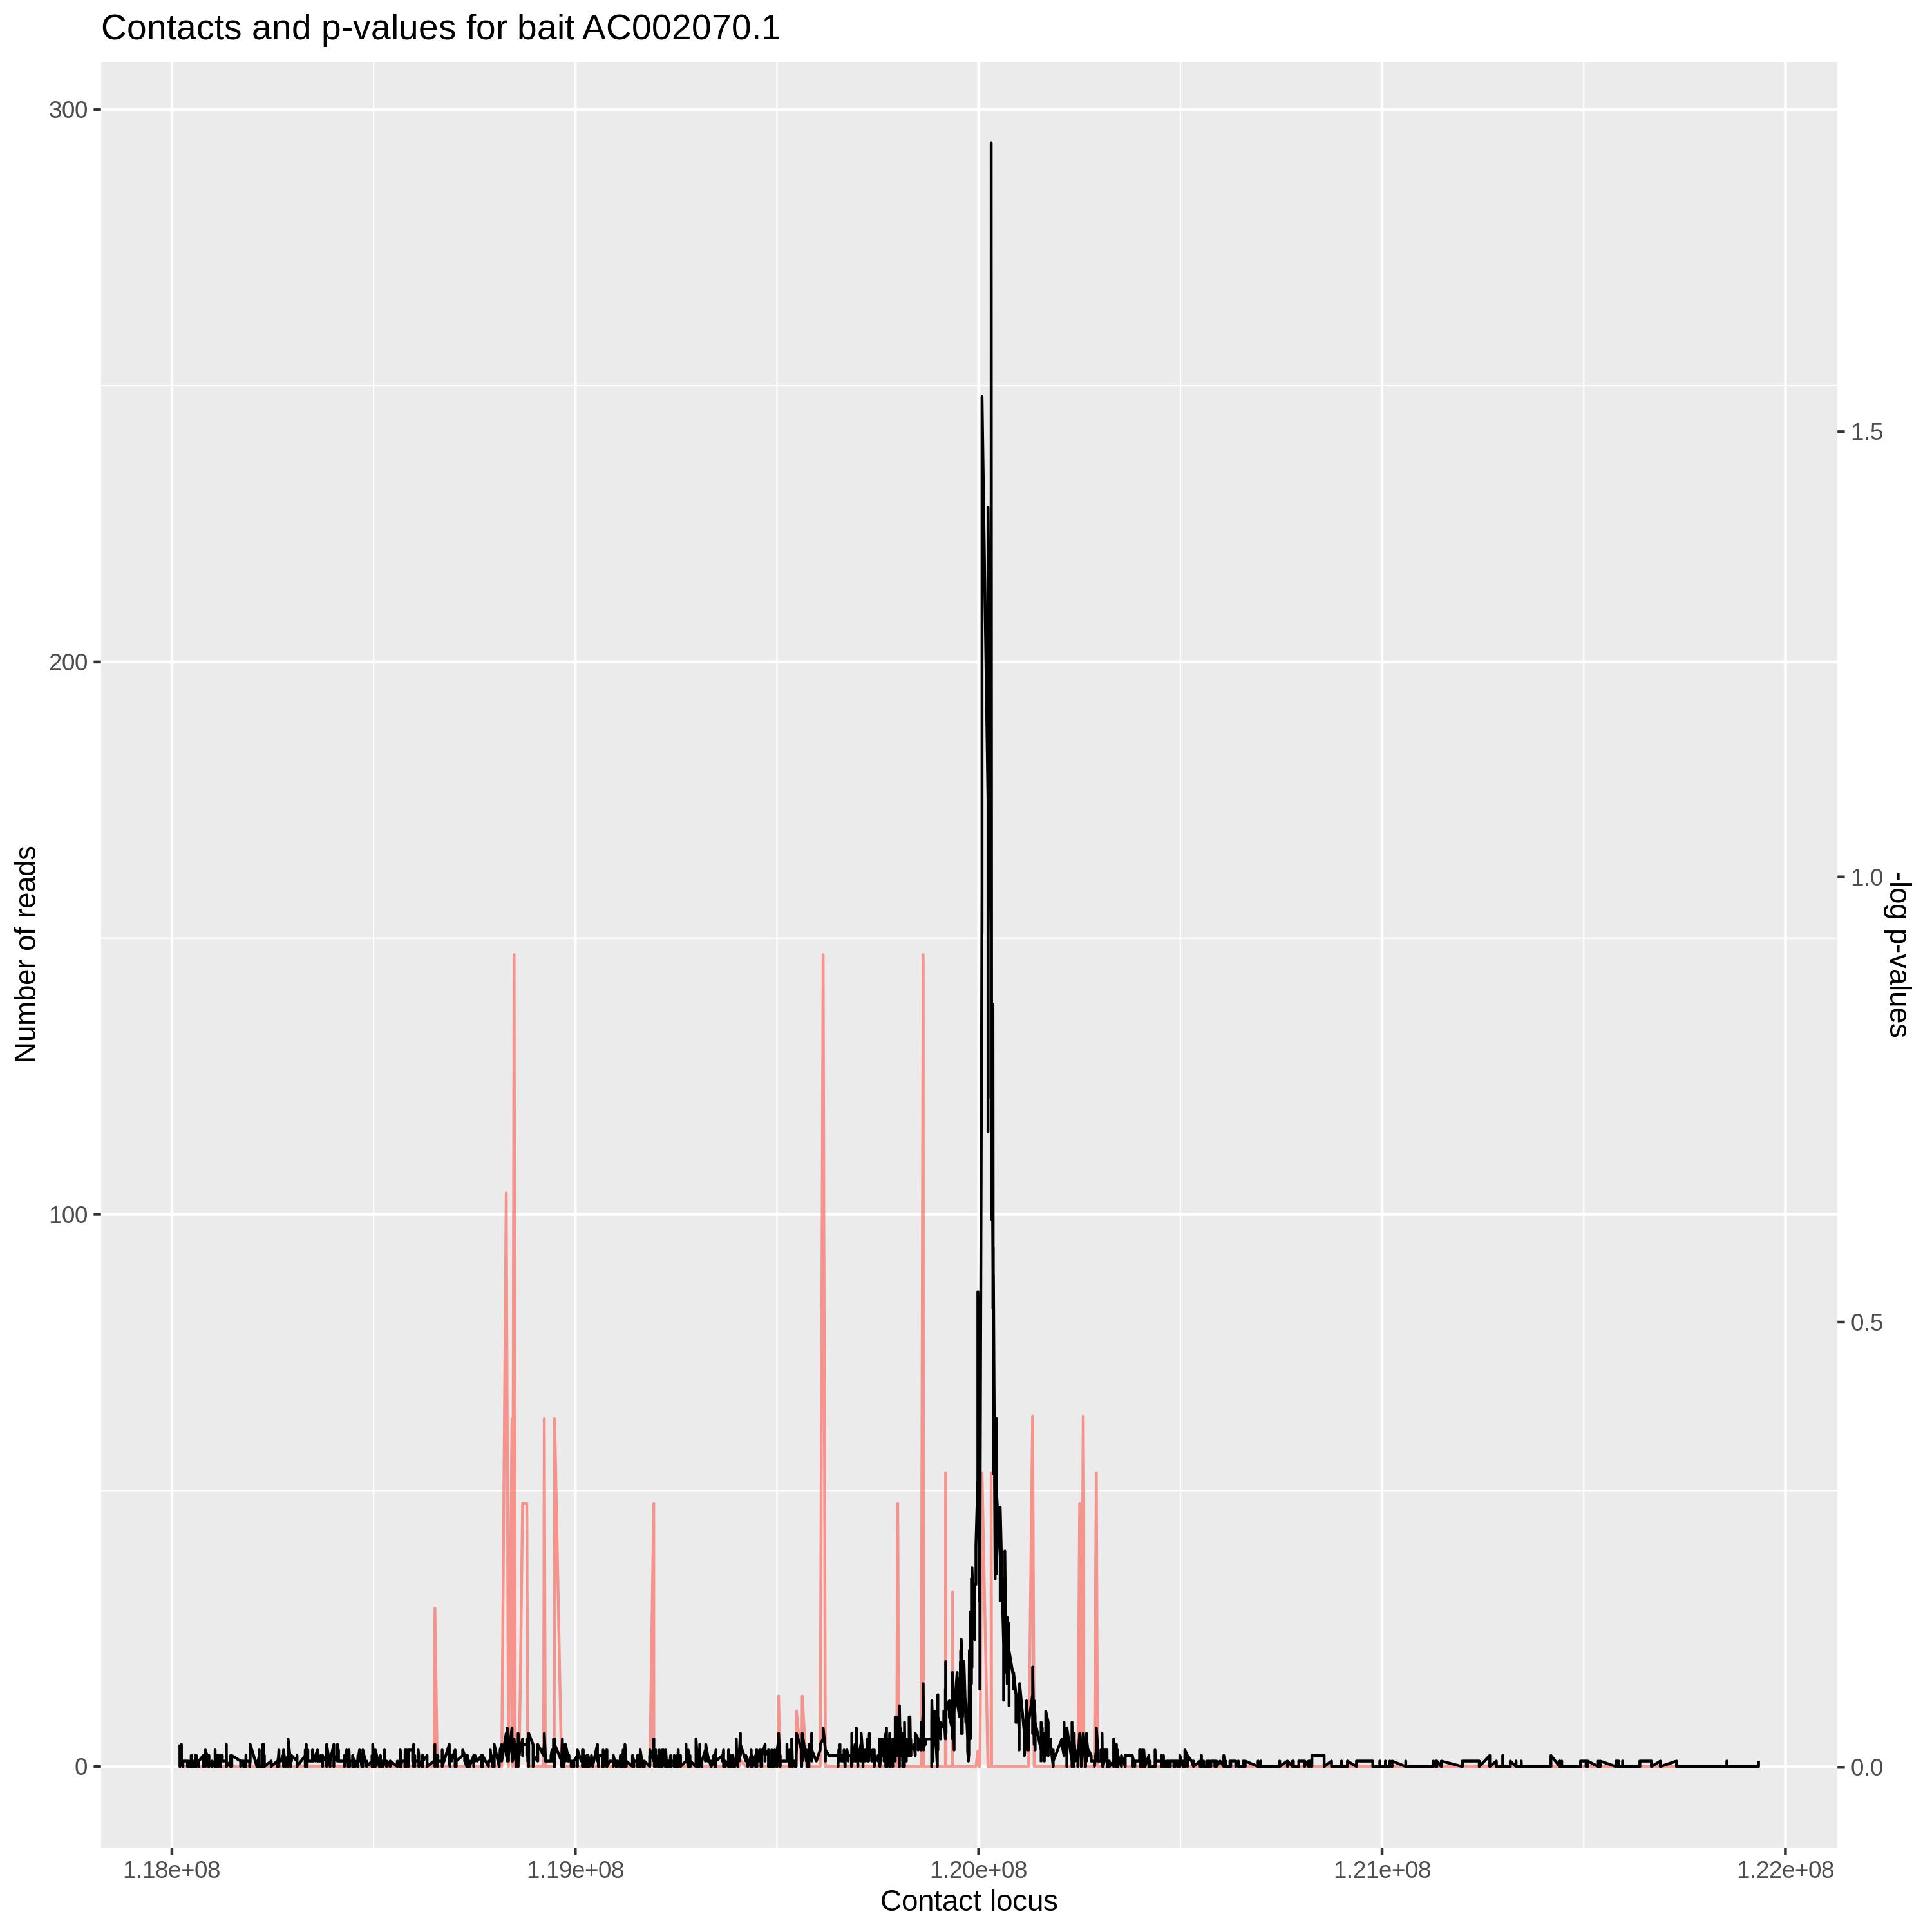 Contacts and p-values for bait AC002070.1
300
200
100
0
Number of reads
1.5
1.0
0.5
0.0
-log p-values
1.18e+08 1.19e+08 1.20e+08 1.21e+08 1.22e+08
Contact locus